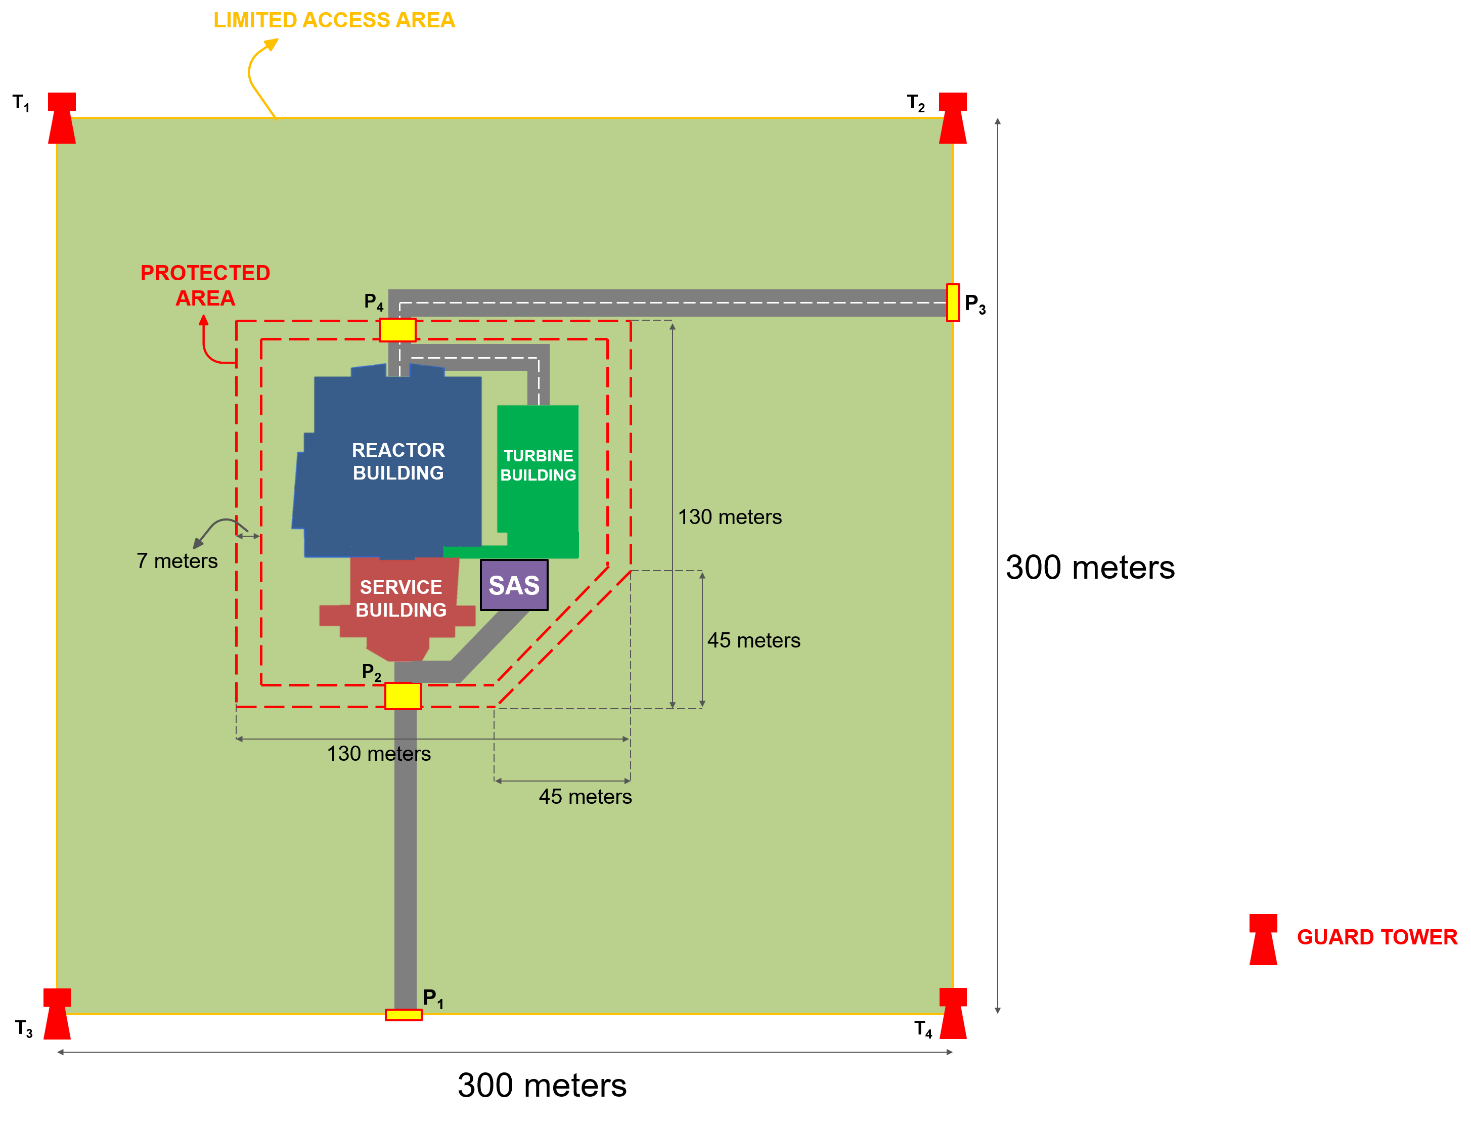 LIMITED ACCESS AREA
T1
T2
PROTECTED
AREA
P4
P3
REACTOR
BUILDING
TURBINE
BUILDING
130 meters
7 meters
300 meters
SERVICE
BUILDING
SAS
45 meters
P2
130 meters
45 meters
GUARD TOWER
P1
T3
T4
300 meters